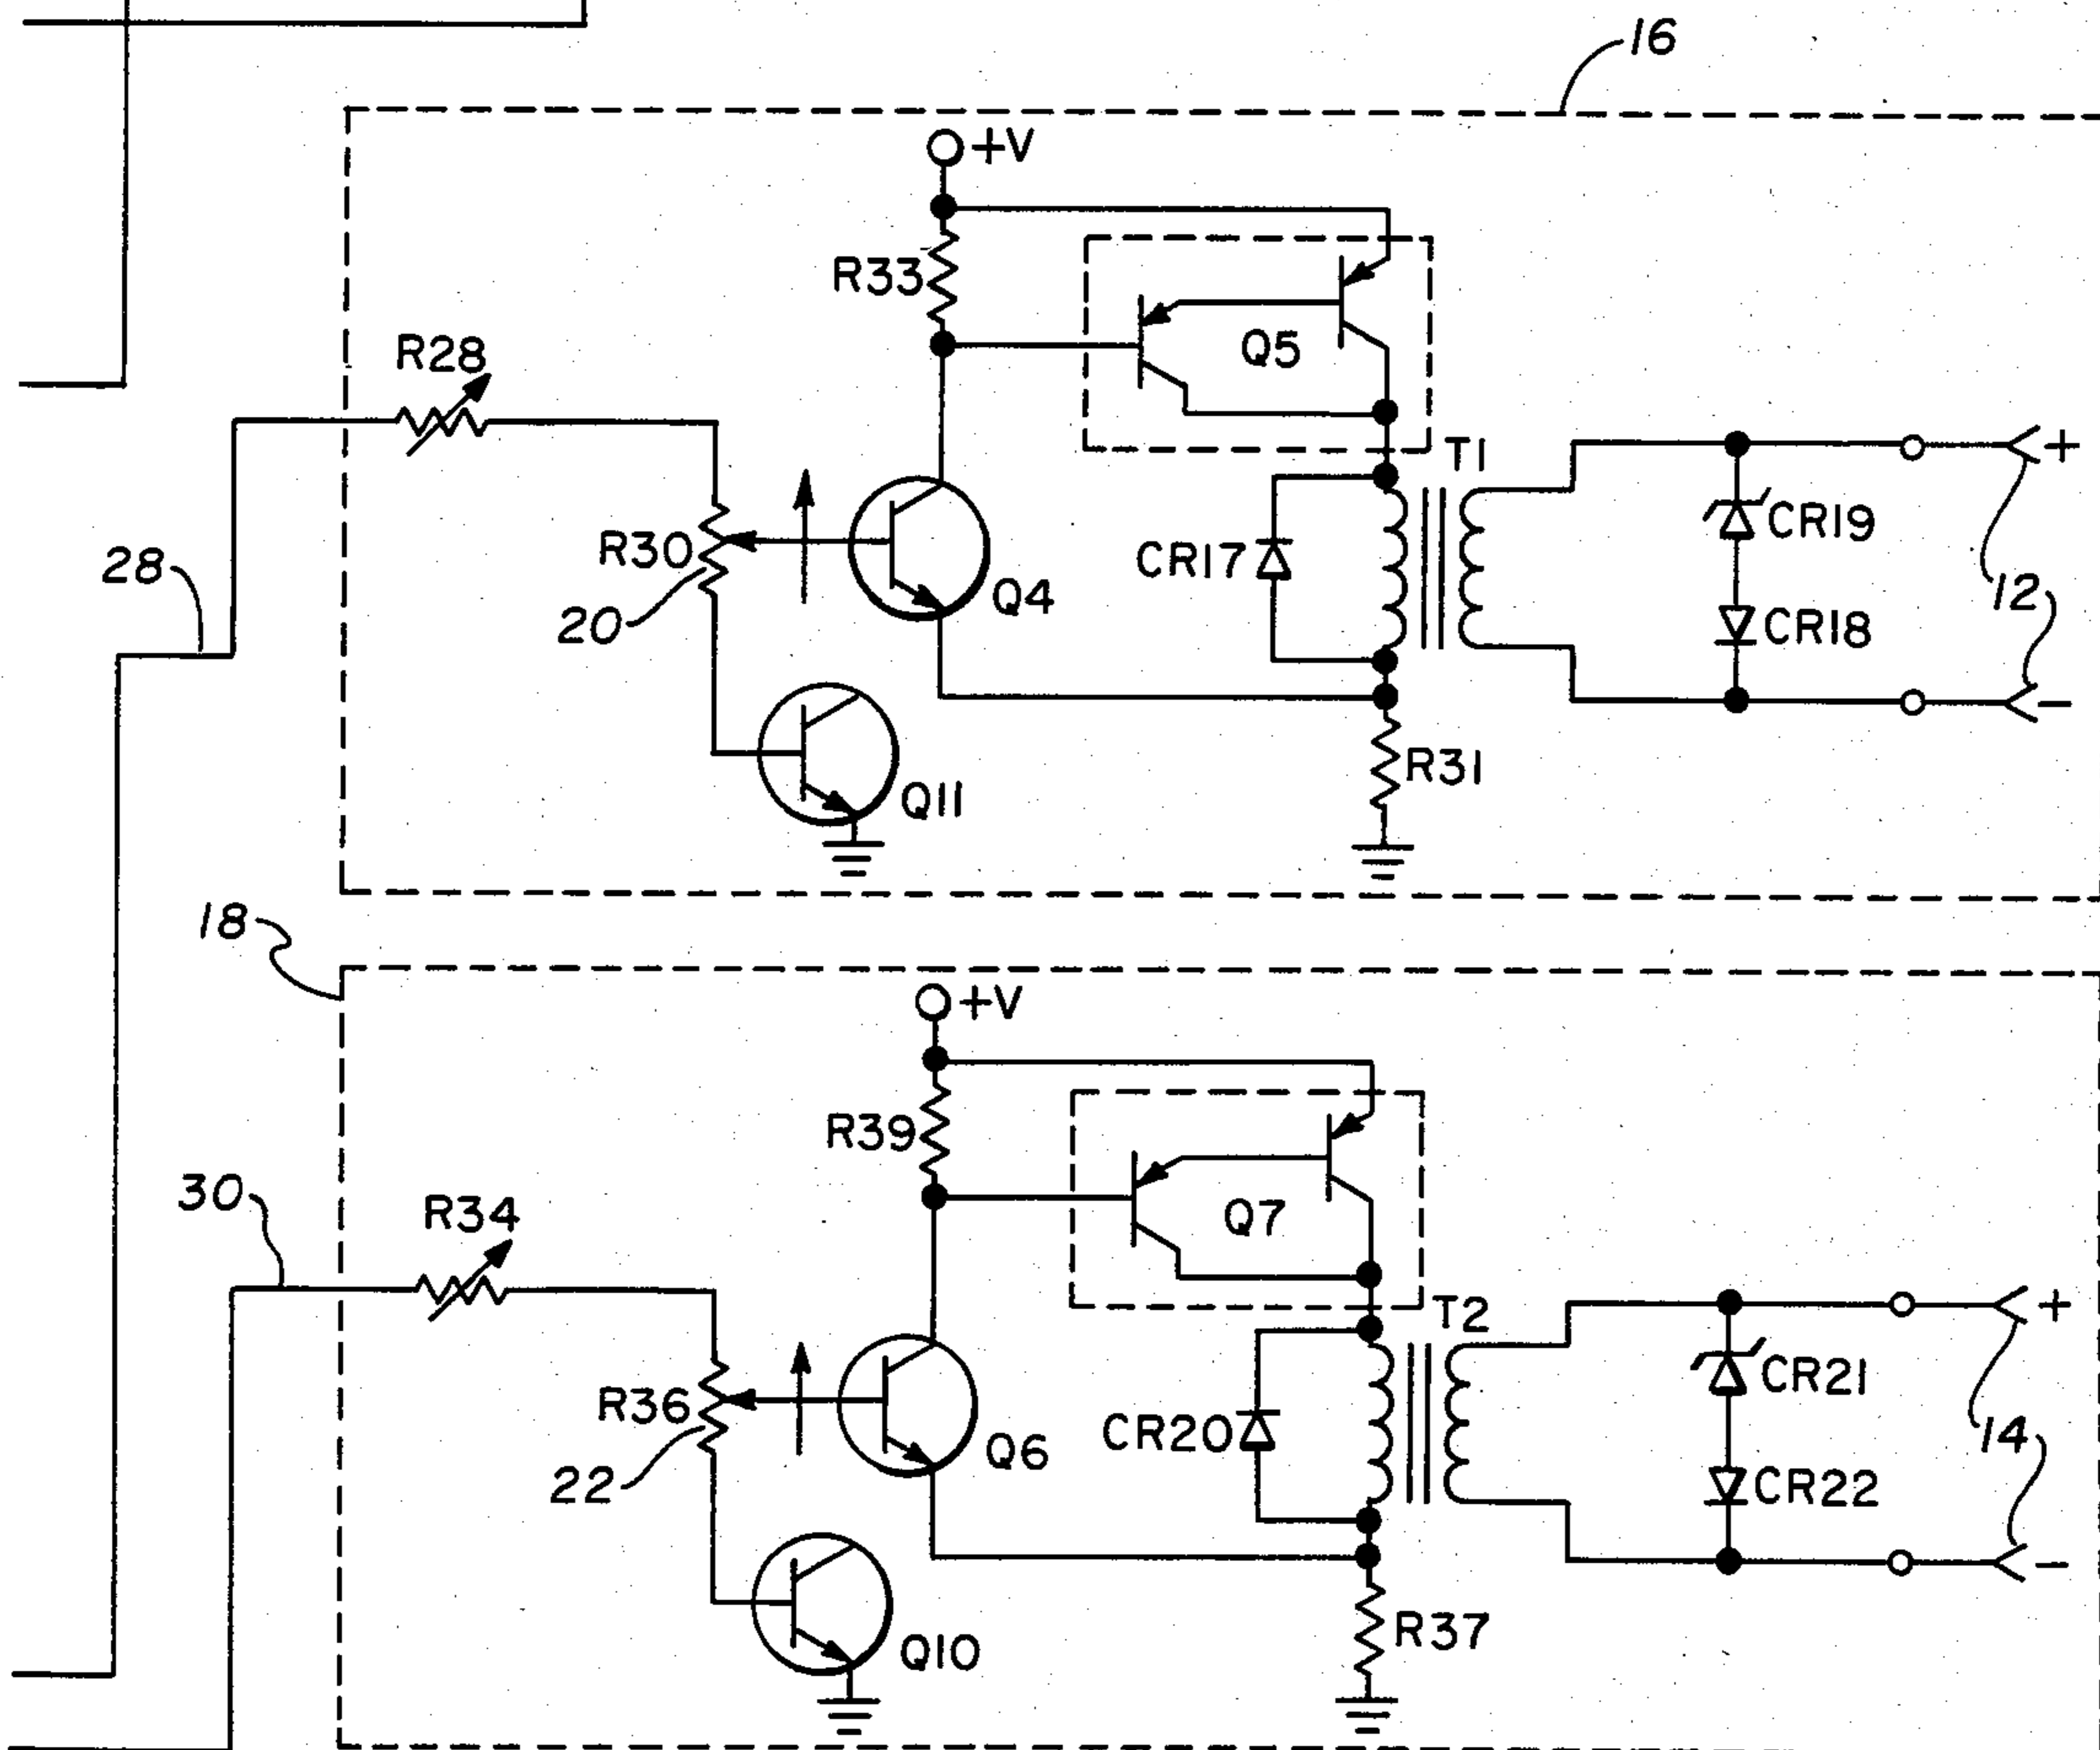 16
+V
R33
R28
Q5
T1
+
CR19
R30
28
CR17
12
20
Q4
CR18
-
R31
Q11
18
+V
R39
30
R34
Q7
T2
+
CR21
R36
CR20
14
Q6
22
CR22
-
R37
Q10